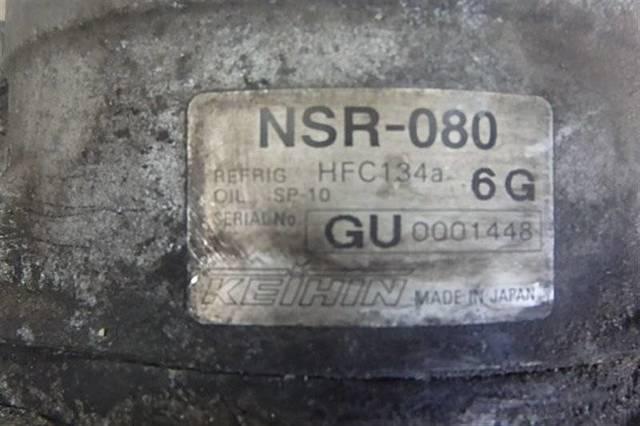 NSR-080
REFRIG HFC134a 6G
OIL SP-10
SERIAL No. GU 0001448
KEIHIN MADE IN JAPAN